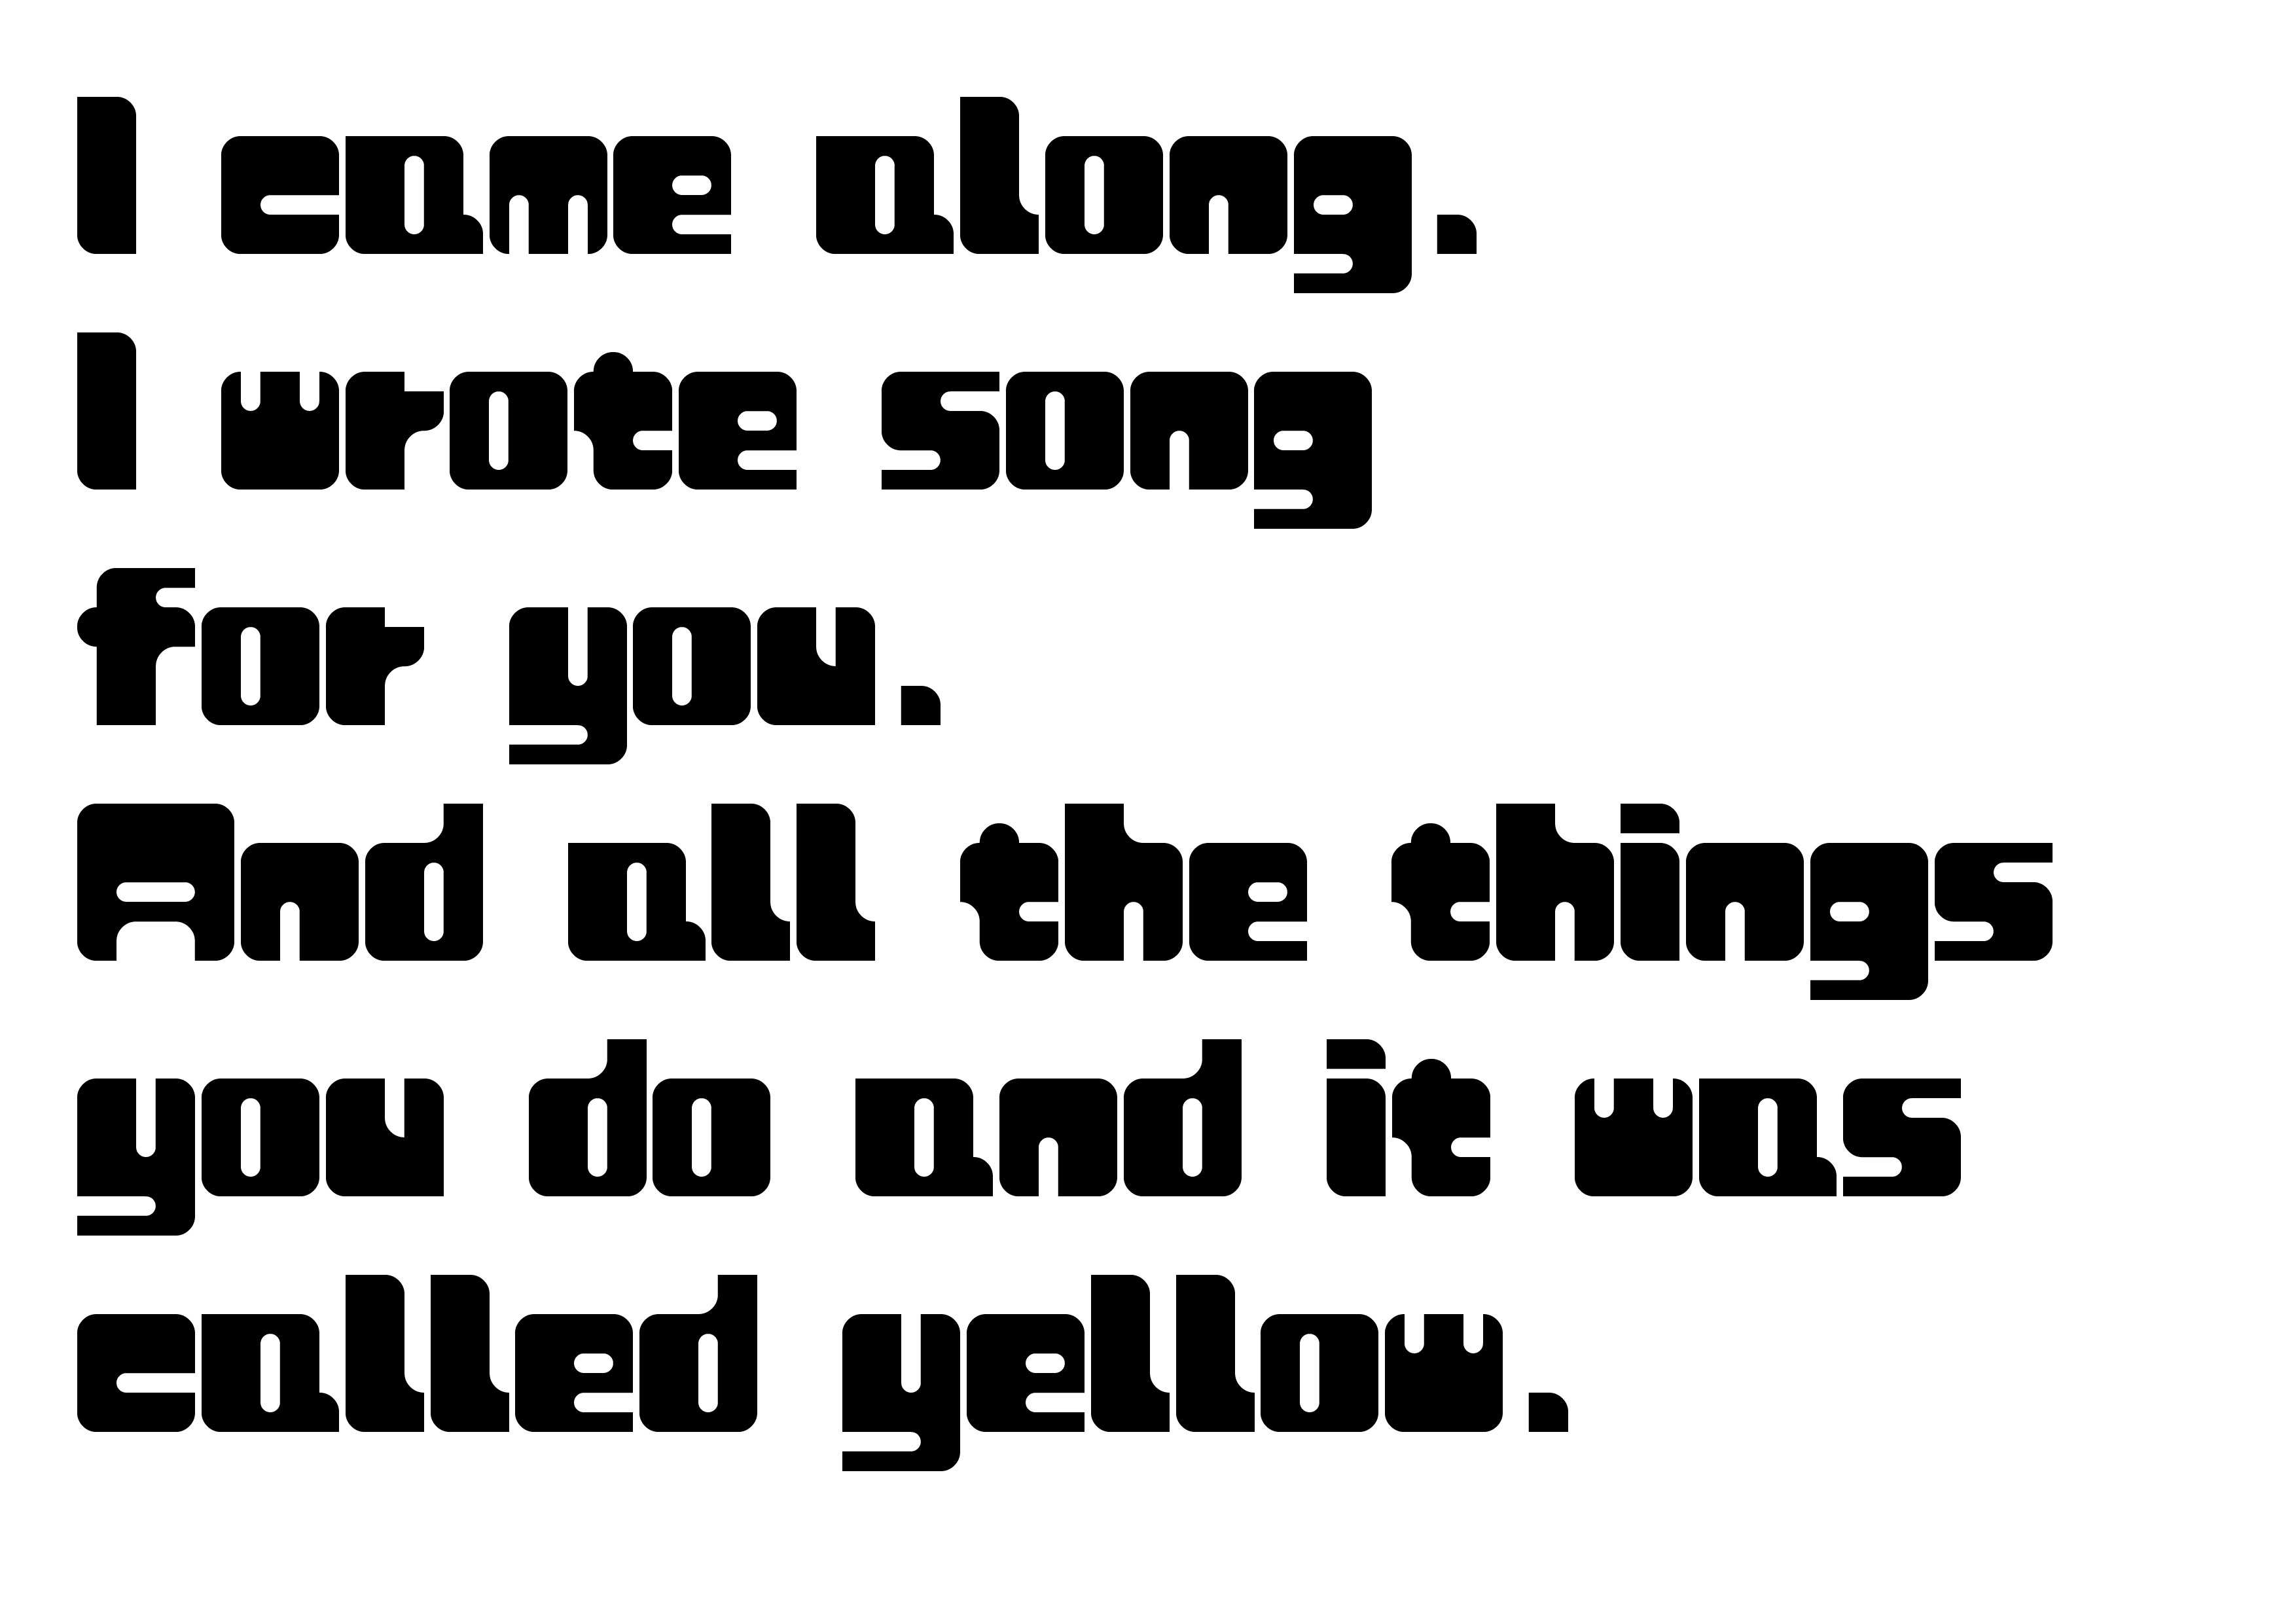 I came along.
I wrote song
for you.
And all the things
you do and it was
called yellow.